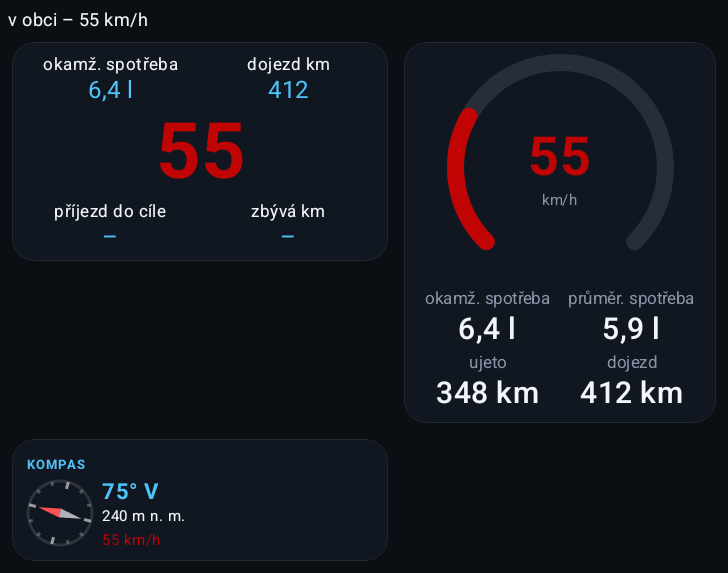 v obci – 55 km/h
okamž. spotřeba dojezd km
6,4 l 412
55
příjezd do cíle zbývá km
– –
55
km/h
okamž. spotřeba průměr. spotřeba
6,4 l 5,9 l
ujeto dojezd
348 km 412 km
KOMPAS
75° V
240 m n. m.
55 km/h